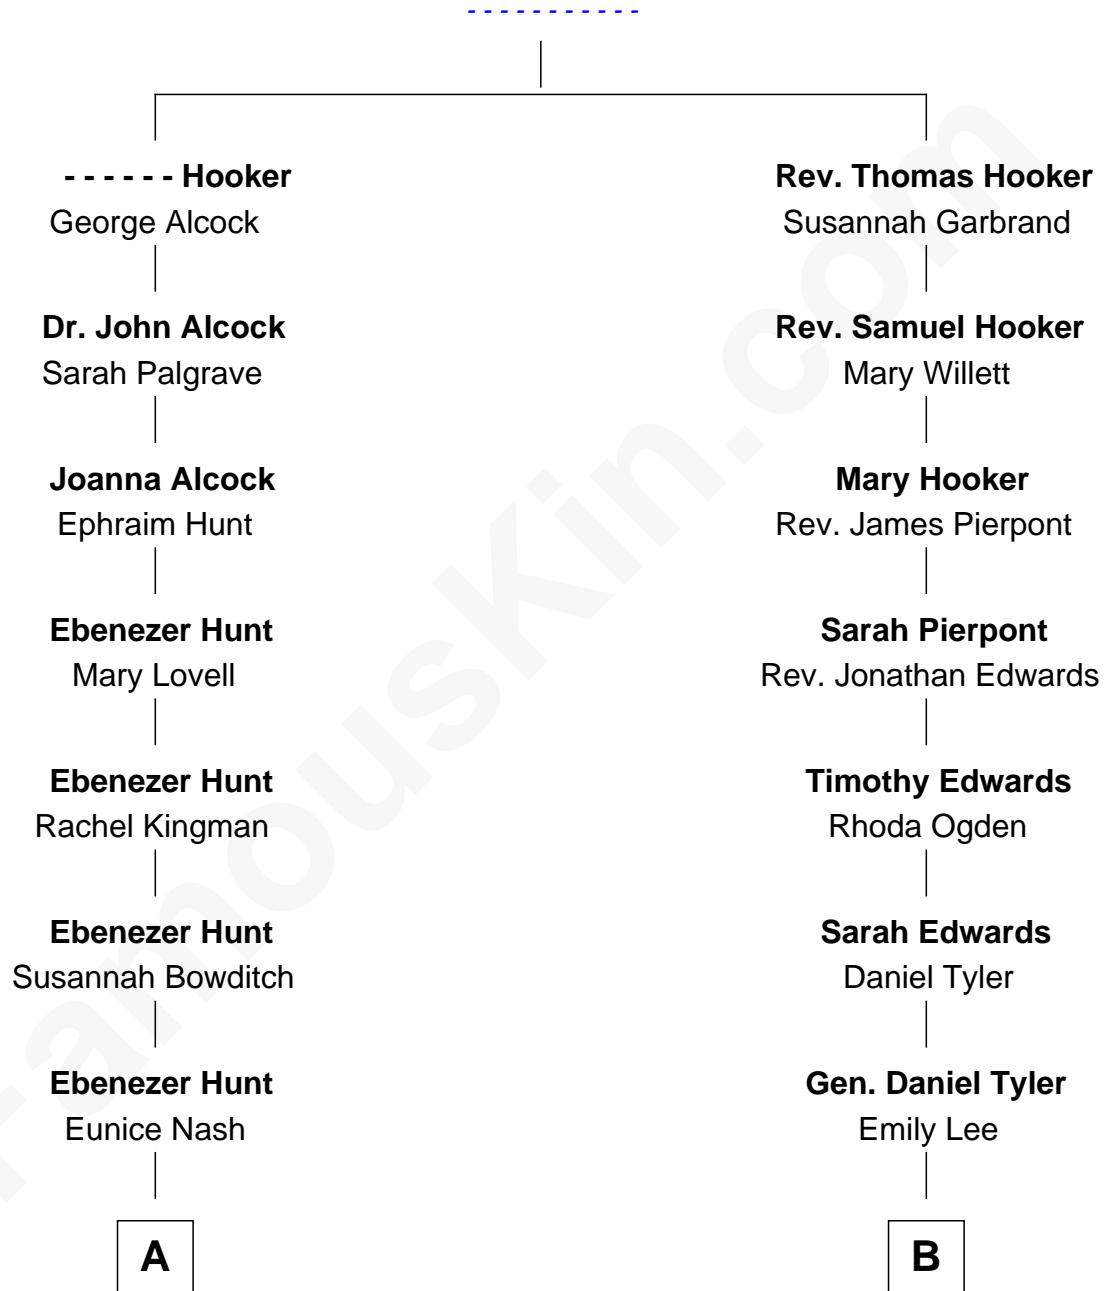 - - - - - - - - - - -
- - - - - - Hooker
George Alcock
Dr. John Alcock
Sarah Palgrave
Joanna Alcock
Ephraim Hunt
Ebenezer Hunt
Mary Lovell
Ebenezer Hunt
Rachel Kingman
Ebenezer Hunt
Susannah Bowditch
Ebenezer Hunt
Eunice Nash
A
Rev. Thomas Hooker
Susannah Garbrand
Rev. Samuel Hooker
Mary Willett
Mary Hooker
Rev. James Pierpont
Sarah Pierpont
Rev. Jonathan Edwards
Timothy Edwards
Rhoda Ogden
Sarah Edwards
Daniel Tyler
Gen. Daniel Tyler
Emily Lee
B
FamousKin.com